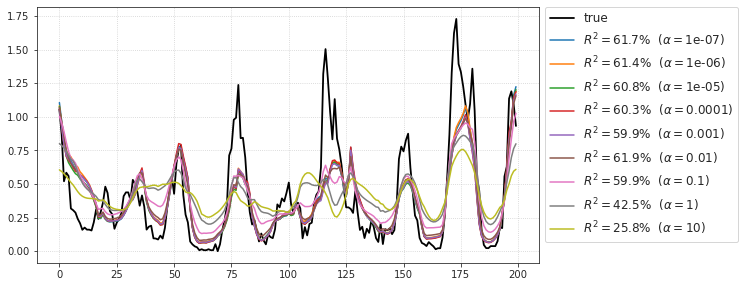 1.75
1.50
1.25
1.00
0.75
0.50
0.25
0.00
0 25 50 75 100 125 150 175 200
true
R² = 61.7% (α = 1e-07)
R² = 61.4% (α = 1e-06)
R² = 60.8% (α = 1e-05)
R² = 60.3% (α = 0.0001)
R² = 59.9% (α = 0.001)
R² = 61.9% (α = 0.01)
R² = 59.9% (α = 0.1)
R² = 42.5% (α = 1)
R² = 25.8% (α = 10)